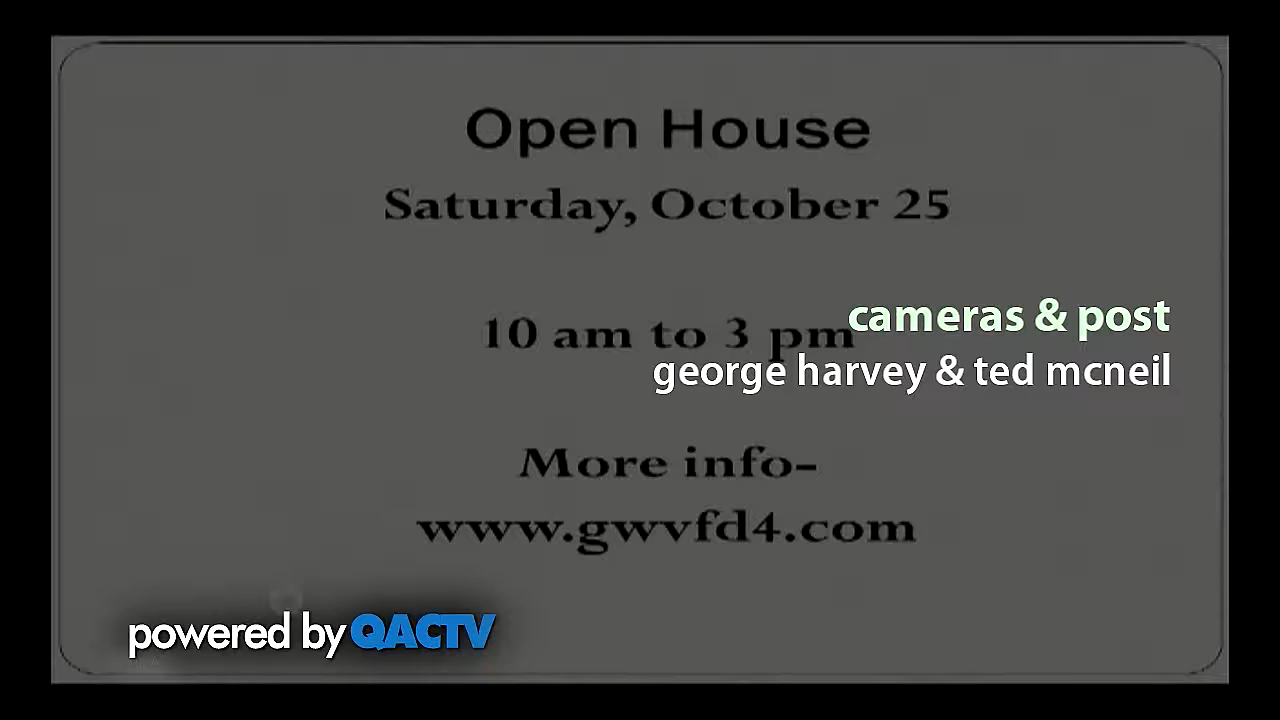 Open House
Saturday, October 25
10 am to 3 pm
cameras & post
george harvey & ted mcneil
More info-
www.gwvfd4.com
powered by QACTV